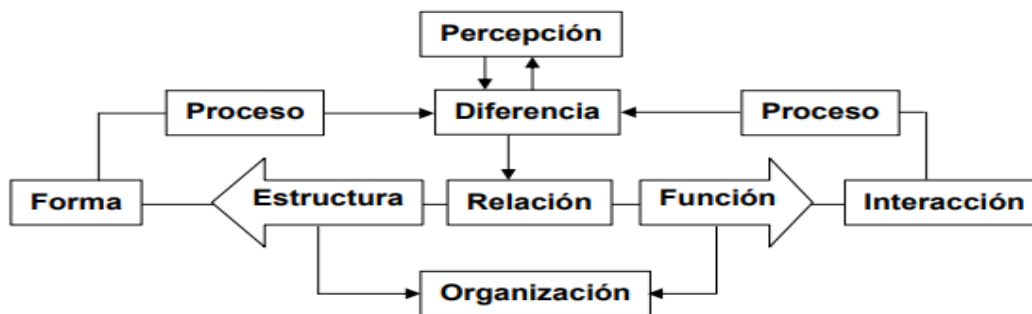 Percepción
Proceso
Diferencia
Proceso
Forma
Estructura
Relación
Función
Interacción
Organización